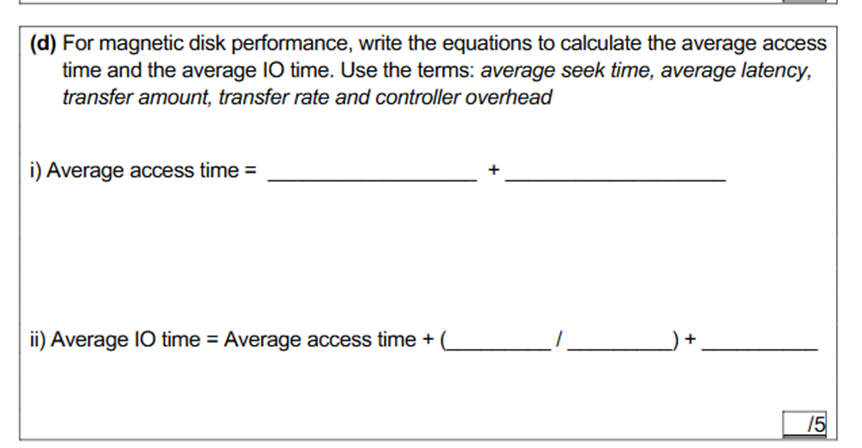 (d) For magnetic disk performance, write the equations to calculate the average access
time and the average IO time. Use the terms: average seek time, average latency,
transfer amount, transfer rate and controller overhead
i) Average access time = ____________________ + ____________________
ii) Average IO time = Average access time + (__________ / __________) + ___________
/5